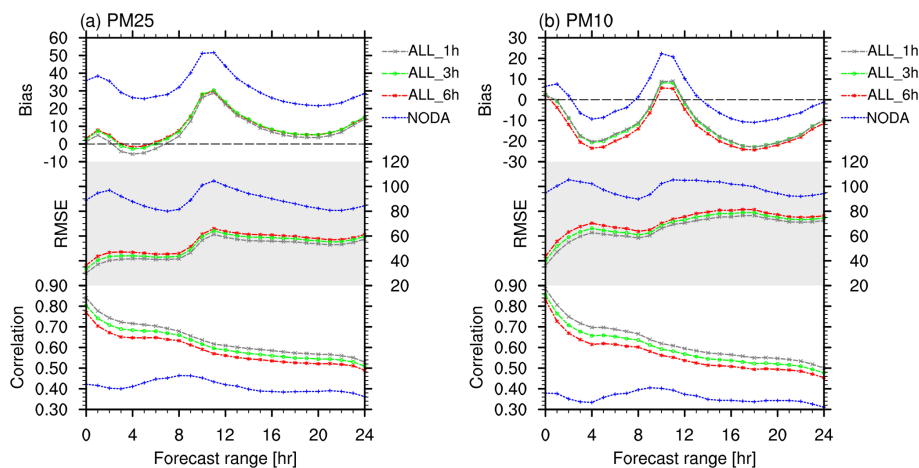 (a) PM25
60
50
40
30
20
10
0
-10
Bias
ALL_1h
ALL_3h
ALL_6h
NODA
120
100
80
60
40
20
RMSE
0.90
0.80
0.70
0.60
0.50
0.40
0.30
Correlation
0 4 8 12 16 20 24
Forecast range [hr]
(b) PM10
30
20
10
0
-10
-20
-30
Bias
ALL_1h
ALL_3h
ALL_6h
NODA
120
100
80
60
40
20
RMSE
0.90
0.80
0.70
0.60
0.50
0.40
0.30
Correlation
0 4 8 12 16 20 24
Forecast range [hr]